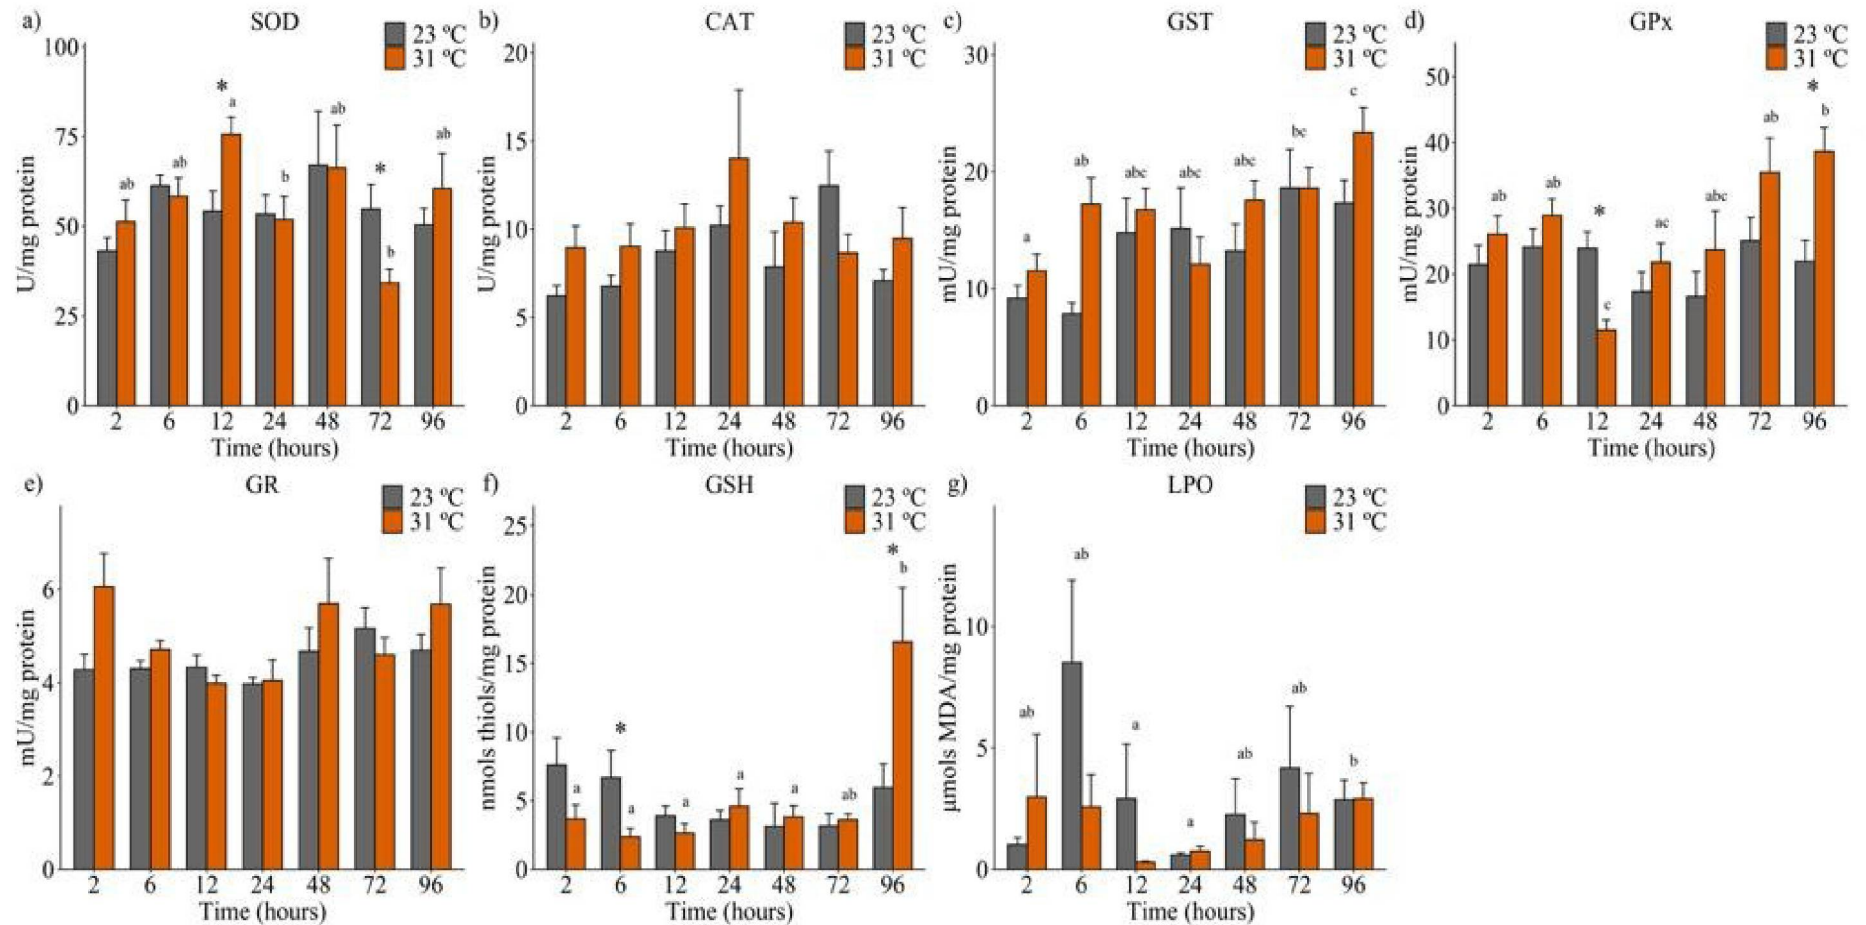 a) SOD
23 ºC
31 ºC
100
75
50
25
0
U/mg protein
*
*
ab
ab
a
b
ab
b
ab
2 6 12 24 48 72 96
Time (hours)
b) CAT
23 ºC
31 ºC
20
15
10
5
0
U/mg protein
2 6 12 24 48 72 96
Time (hours)
c) GST
23 ºC
31 ºC
30
20
10
0
mU/mg protein
a
ab
abc
abc
abc
bc
c
2 6 12 24 48 72 96
Time (hours)
d) GPx
23 ºC
31 ºC
50
40
30
20
10
0
mU/mg protein
*
*
ab
ab
c
ac
abc
ab
b
2 6 12 24 48 72 96
Time (hours)
e) GR
23 ºC
31 ºC
6
4
2
0
mU/mg protein
2 6 12 24 48 72 96
Time (hours)
f) GSH
23 ºC
31 ºC
25
20
15
10
5
0
nmols thiols/mg protein
*
*
a
a
a
a
a
ab
b
2 6 12 24 48 72 96
Time (hours)
g) LPO
23 ºC
31 ºC
10
5
0
µmols MDA/mg protein
ab
ab
a
a
ab
ab
b
2 6 12 24 48 72 96
Time (hours)